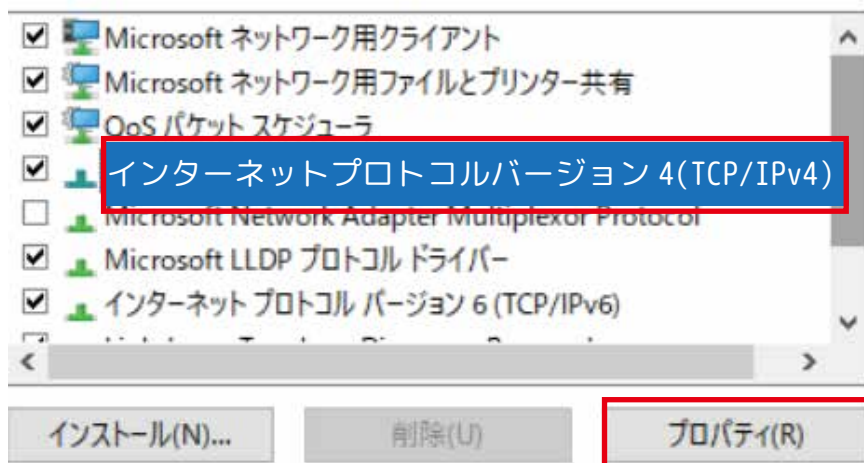 Microsoft ネットワーク用クライアント
Microsoft ネットワーク用ファイルとプリンター共有
QoS パケット スケジューラ
インターネットプロトコルバージョン 4(TCP/IPv4)
Microsoft Network Adapter Multiplexor Protocol
Microsoft LLDP プロトコル ドライバー
インターネット プロトコル バージョン 6 (TCP/IPv6)
インストール(N)...
削除(U)
プロパティ(R)